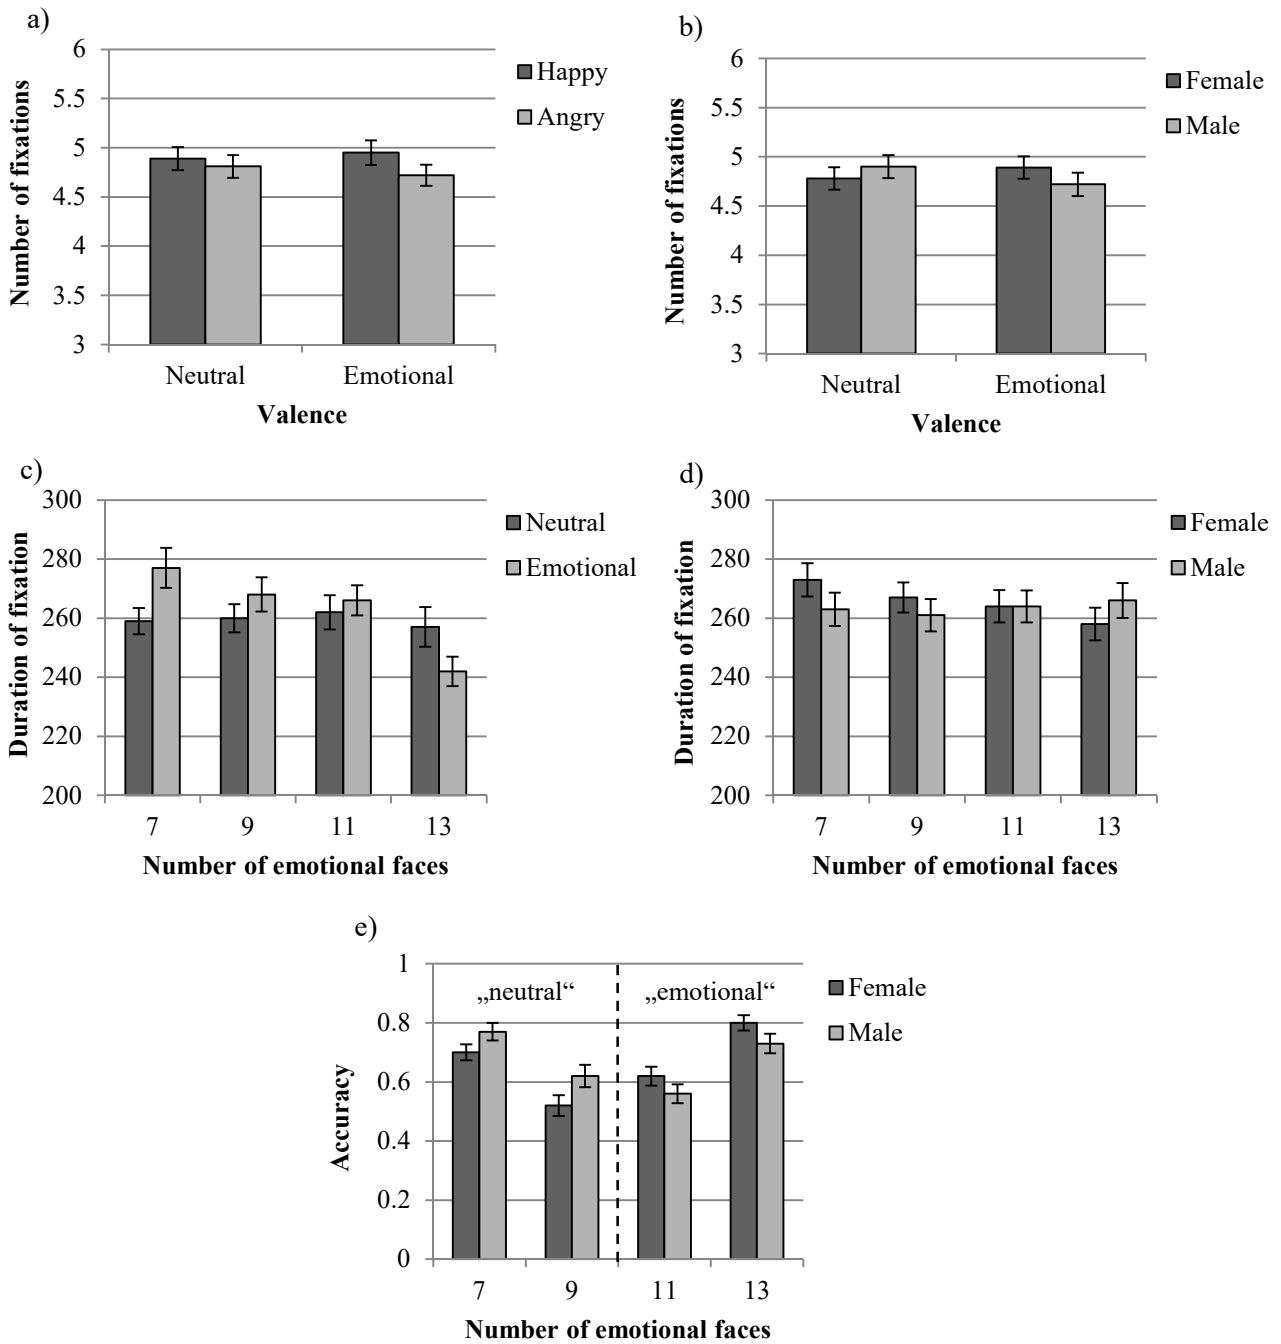 a)
6
5.5
5
4.5
4
3.5
3
Number of fixations
Neutral Emotional
Valence
Happy
Angry
b)
6
5.5
5
4.5
4
3.5
3
Number of fixations
Neutral Emotional
Valence
Female
Male
c)
300
280
260
240
220
200
Duration of fixation
7 9 11 13
Number of emotional faces
Neutral
Emotional
d)
300
280
260
240
220
200
Duration of fixation
7 9 11 13
Number of emotional faces
Female
Male
e)
1
0.8
0.6
0.4
0.2
0
Accuracy
„neutral“ „emotional“
7 9 11 13
Number of emotional faces
Female
Male